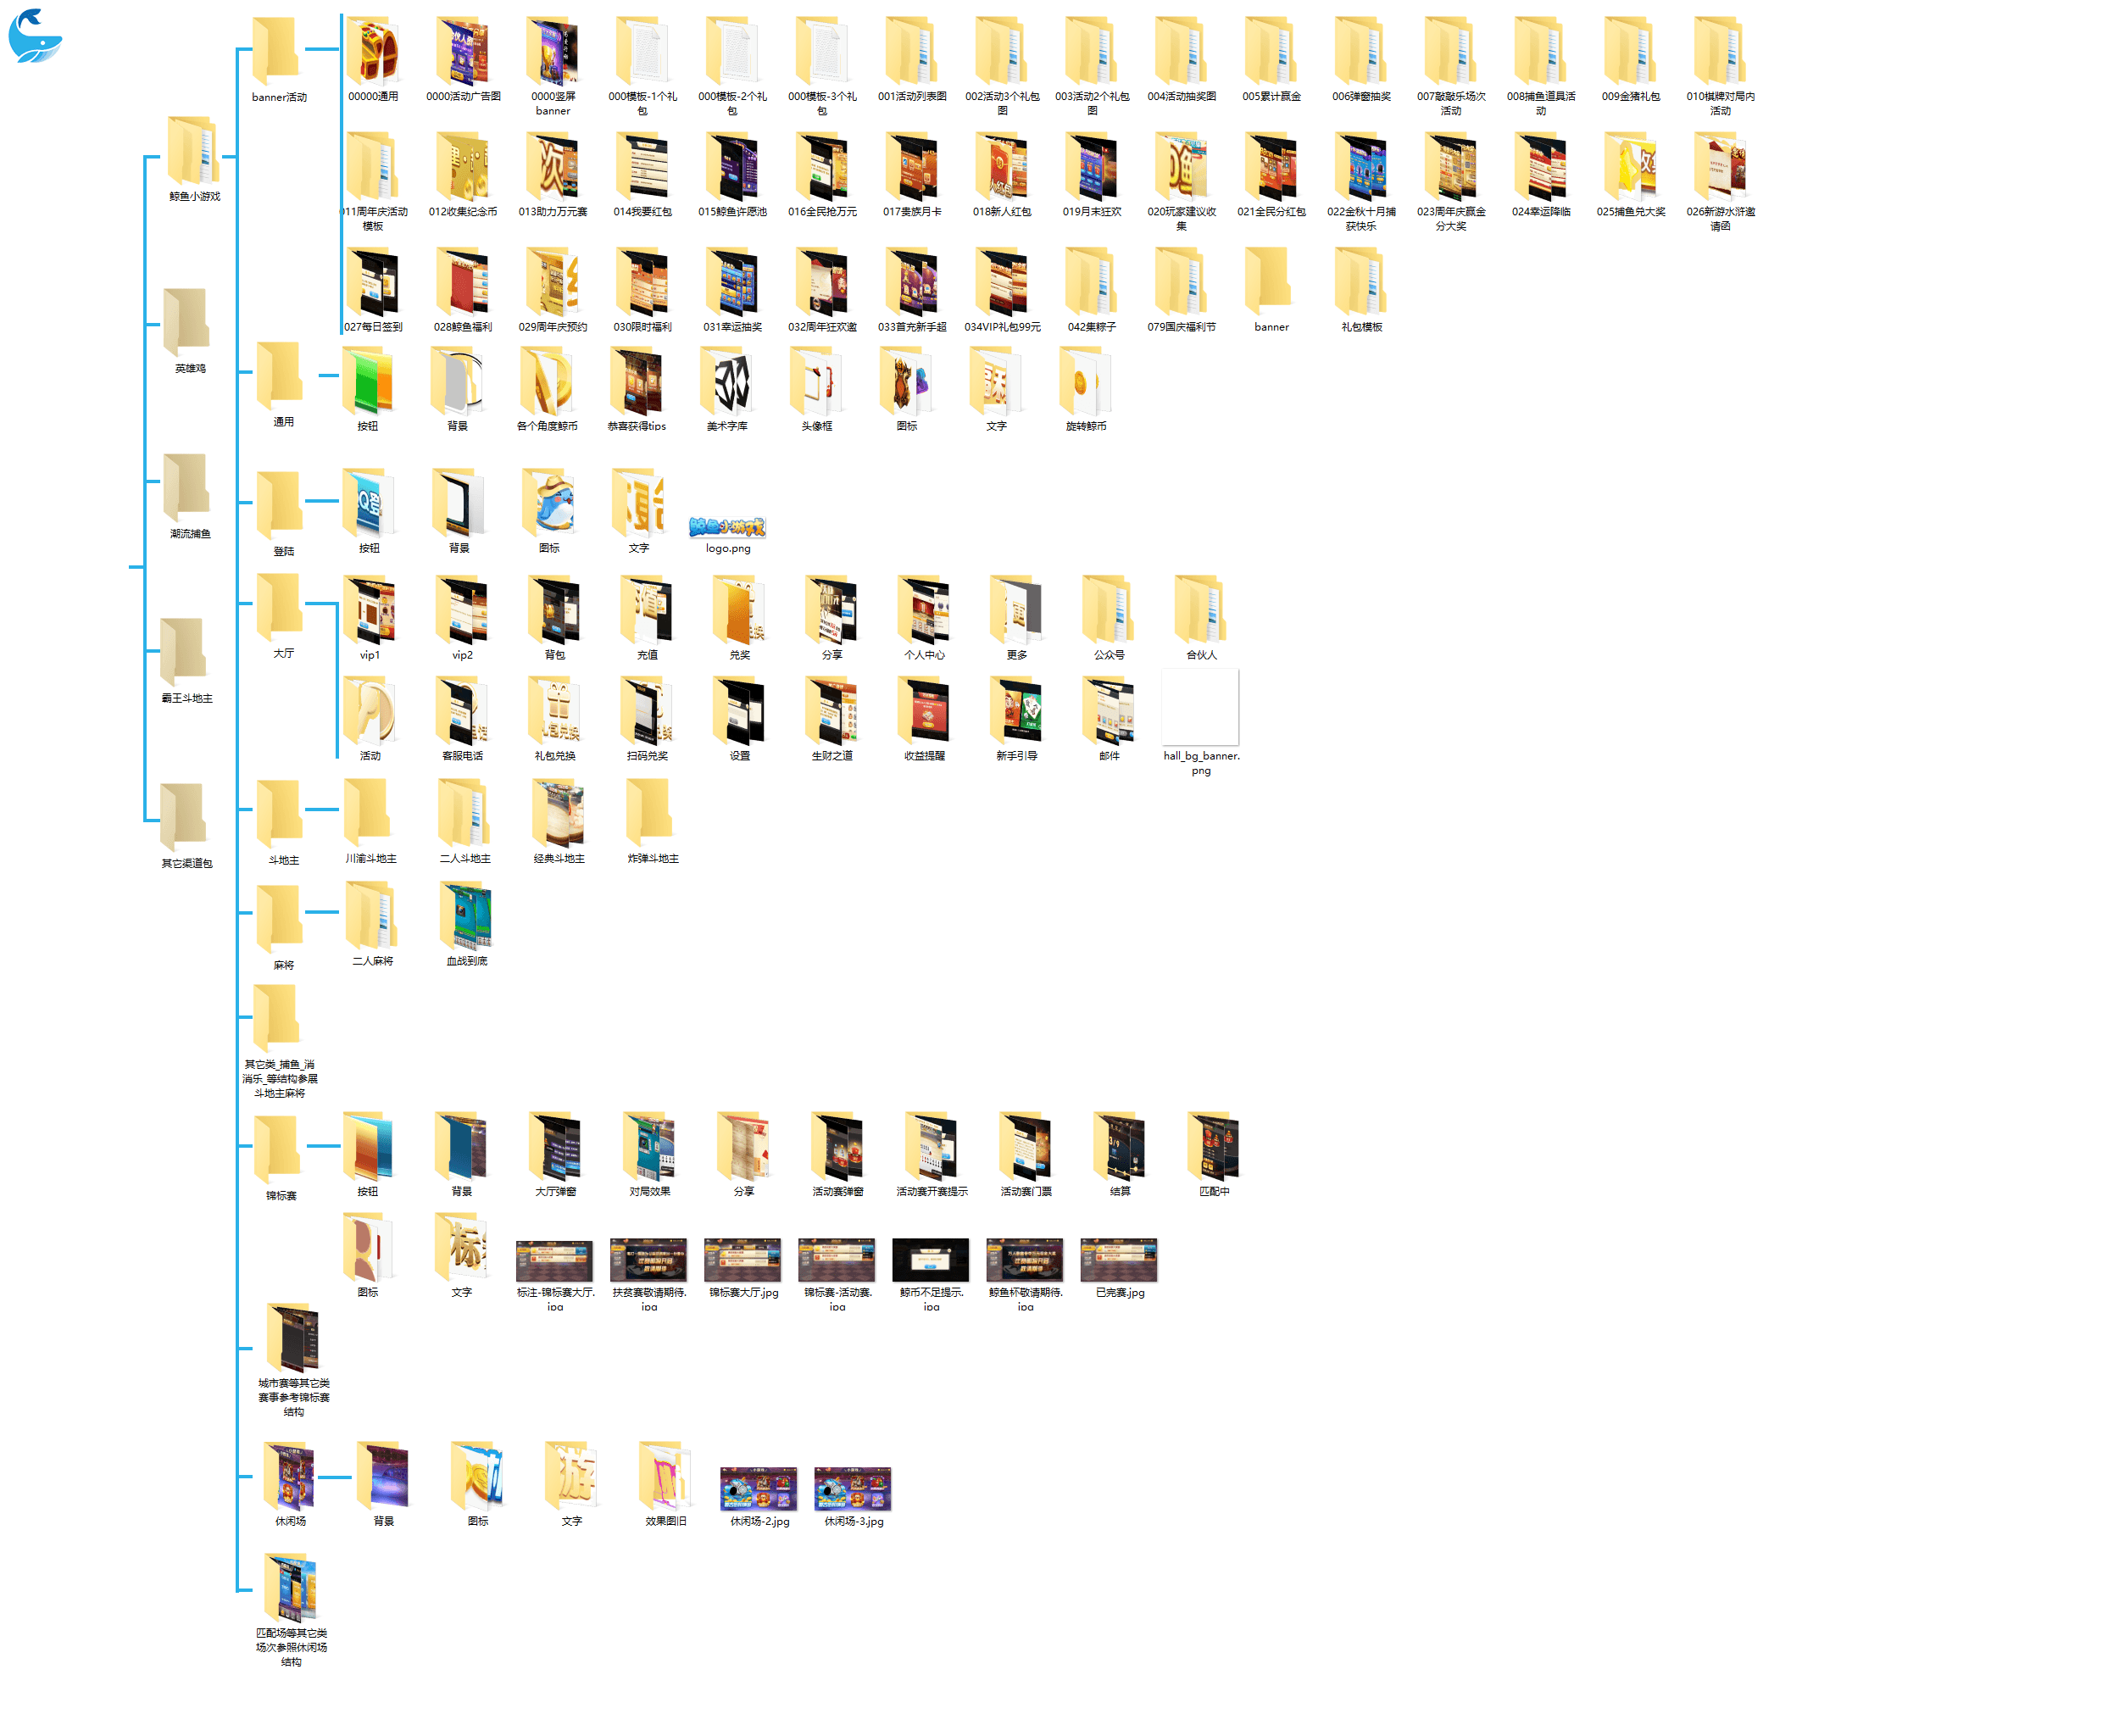 banner活动
00000通用
0000活动广告图
0000竖屏
banner
000模板-1个礼
包
000模板-2个礼
包
000模板-3个礼
包
001活动列表图
002活动3个礼包
图
003活动2个礼包
图
004活动抽奖图
005累计赢金
006弹窗抽奖
007敲敲乐场次
活动
008捕鱼道具活
动
009金猪礼包
010棋牌对局内
活动
鲸鱼小游戏
011周年庆活动
模板
012收集纪念币
013助力万元赛
014我要红包
015鲸鱼许愿池
016全民抢万元
017贵族月卡
018新人红包
019月末狂欢
020玩家建议收
集
021全民分红包
022金秋十月捕
获快乐
023周年庆赢金
分大奖
024幸运降临
025捕鱼兑大奖
026新游水浒邀
请函
027每日签到
028鲸鱼福利
029周年庆预约
030限时福利
031幸运抽奖
032周年狂欢邀
033首充新手超
034VIP礼包99元
042集粽子
079国庆福利节
banner
礼包模板
英雄鸡
通用
按钮
背景
各个角度鲸币
恭喜获得tips
美术字库
头像框
图标
文字
旋转鲸币
潮流捕鱼
登陆
按钮
背景
图标
文字
鲸鱼小游戏
logo.png
大厅
vip1
vip2
背包
充值
兑奖
分享
个人中心
更多
公众号
合伙人
霸王斗地主
活动
客服电话
礼包兑换
扫码兑奖
设置
生财之道
收益提醒
新手引导
邮件
hall_bg_banner.
png
其它渠道包
斗地主
川渝斗地主
二人斗地主
经典斗地主
炸弹斗地主
麻将
二人麻将
血战到底
其它类_捕鱼_消
消乐_等结构参展
斗地主麻将
锦标赛
按钮
背景
大厅弹窗
对局效果
分享
活动赛弹窗
活动赛开赛提示
活动赛门票
结算
匹配中
图标
文字
标注-锦标赛大厅.
jpg
扶贫赛敬请期待.
jpg
锦标赛大厅.jpg
锦标赛-活动赛.
jpg
鲸币不足提示.
jpg
鲸鱼杯敬请期待.
jpg
已完赛.jpg
城市赛等其它类
赛事参考锦标赛
结构
休闲场
背景
图标
文字
效果图旧
休闲场-2.jpg
休闲场-3.jpg
匹配场等其它类
场次参照休闲场
结构